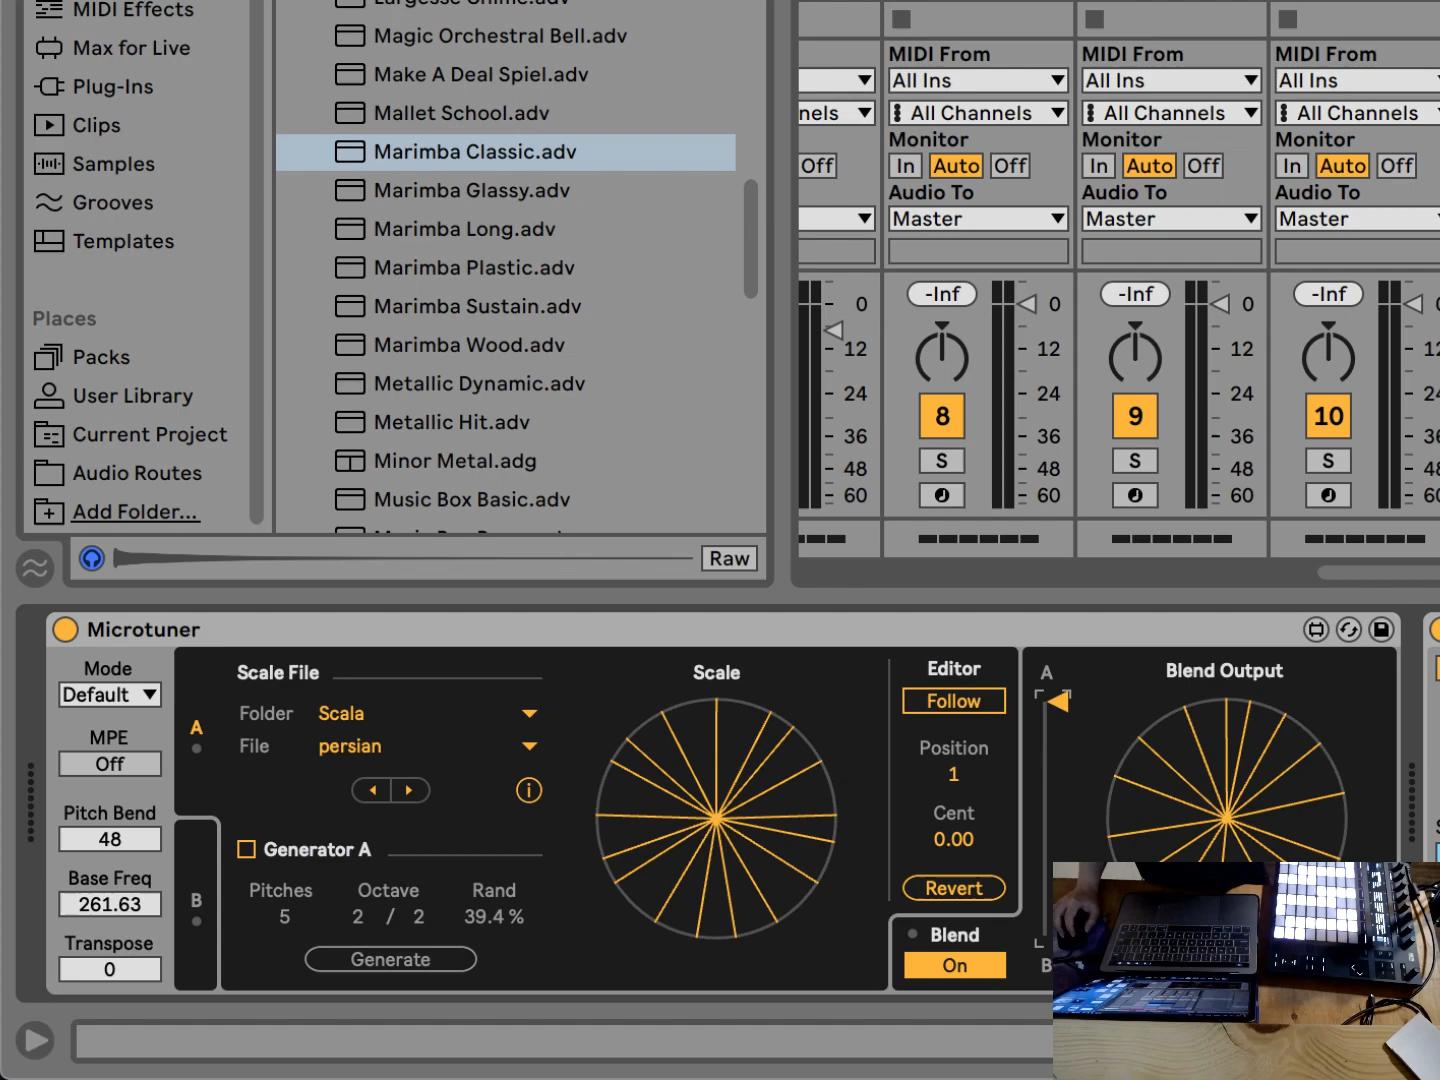 MIDI Effects
Max for Live
Plug-Ins
Clips
Samples
Grooves
Templates
Places
Packs
User Library
Current Project
Audio Routes
Add Folder...
Magic Orchestral Bell.adv
Make A Deal Spiel.adv
Mallet School.adv
Marimba Classic.adv
Marimba Glassy.adv
Marimba Long.adv
Marimba Plastic.adv
Marimba Sustain.adv
Marimba Wood.adv
Metallic Dynamic.adv
Metallic Hit.adv
Minor Metal.adg
Music Box Basic.adv
Raw
MIDI From MIDI From MIDI From
All Ins All Ins All Ins
nels All Channels All Channels All Channels
Monitor Monitor Monitor
Off In Auto Off In Auto Off In Auto Off
Audio To Audio To Audio To
Master Master Master
0 -Inf 0 -Inf 0 -Inf
12 12 12 12
24 24 24 24
8 9 10
36 36 36 36
S S S
48 48 48 48
60 60 60 60
Microtuner
Mode
Default
MPE
Off
Pitch Bend
48
Base Freq
261.63
Transpose
0
A
B
Scale File
Folder Scala
File persian
i
Generator A
Pitches Octave Rand
5 2 / 2 39.4 %
Generate
Scale
Editor
Follow
Position
1
Cent
0.00
Revert
Blend
On
A
B
Blend Output